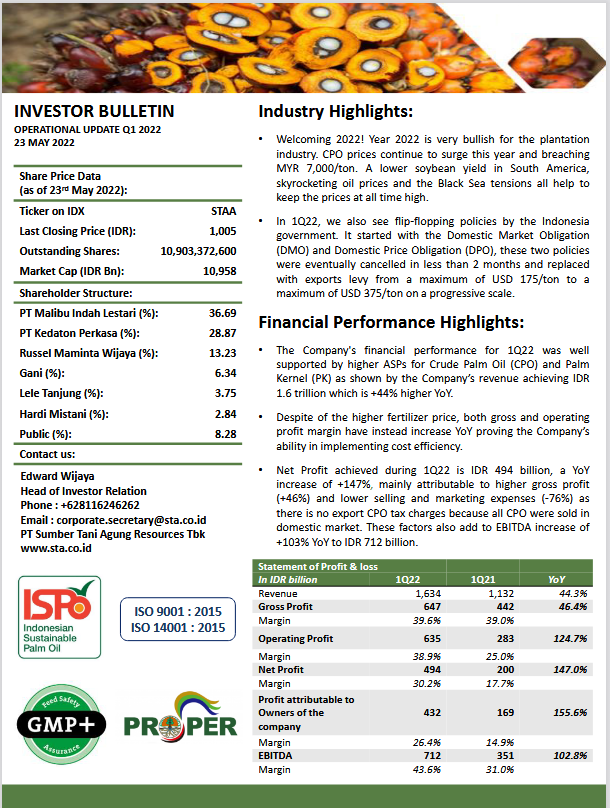 INVESTOR BULLETIN
OPERATIONAL UPDATE Q1 2022
23 MAY 2022
Share Price Data
(as of 23rd May 2022):
Ticker on IDX STAA
Last Closing Price (IDR): 1,005
Outstanding Shares: 10,903,372,600
Market Cap (IDR Bn): 10,958
Shareholder Structure:
PT Malibu Indah Lestari (%): 36.69
PT Kedaton Perkasa (%): 28.87
Russel Maminta Wijaya (%): 13.23
Gani (%): 6.34
Lele Tanjung (%): 3.75
Hardi Mistani (%): 2.84
Public (%): 8.28
Contact us:
Edward Wijaya
Head of Investor Relation
Phone : +628116246262
Email : corporate.secretary@sta.co.id
PT Sumber Tani Agung Resources Tbk
www.sta.co.id
ISPO
Indonesian
Sustainable
Palm Oil
ISO 9001 : 2015
ISO 14001 : 2015
Feed Safety
GMP+
Assurance
PROPER
Industry Highlights:
• Welcoming 2022! Year 2022 is very bullish for the plantation
industry. CPO prices continue to surge this year and breaching
MYR 7,000/ton. A lower soybean yield in South America,
skyrocketing oil prices and the Black Sea tensions all help to
keep the prices at all time high.
• In 1Q22, we also see flip-flopping policies by the Indonesia
government. It started with the Domestic Market Obligation
(DMO) and Domestic Price Obligation (DPO), these two policies
were eventually cancelled in less than 2 months and replaced
with exports levy from a maximum of USD 175/ton to a
maximum of USD 375/ton on a progressive scale.
Financial Performance Highlights:
• The Company's financial performance for 1Q22 was well
supported by higher ASPs for Crude Palm Oil (CPO) and Palm
Kernel (PK) as shown by the Company's revenue achieving IDR
1.6 trillion which is +44% higher YoY.
• Despite of the higher fertilizer price, both gross and operating
profit margin have instead increase YoY proving the Company's
ability in implementing cost efficiency.
• Net Profit achieved during 1Q22 is IDR 494 billion, a YoY
increase of +147%, mainly attributable to higher gross profit
(+46%) and lower selling and marketing expenses (-76%) as
there is no export CPO tax charges because all CPO were sold in
domestic market. These factors also add to EBITDA increase of
+103% YoY to IDR 712 billion.
Statement of Profit & loss
In IDR billion 1Q22 1Q21 YoY
Revenue 1,634 1,132 44.3%
Gross Profit 647 442 46.4%
Margin 39.6% 39.0%
Operating Profit 635 283 124.7%
Margin 38.9% 25.0%
Net Profit 494 200 147.0%
Margin 30.2% 17.7%
Profit attributable to
Owners of the 432 169 155.6%
company
Margin 26.4% 14.9%
EBITDA 712 351 102.8%
Margin 43.6% 31.0%